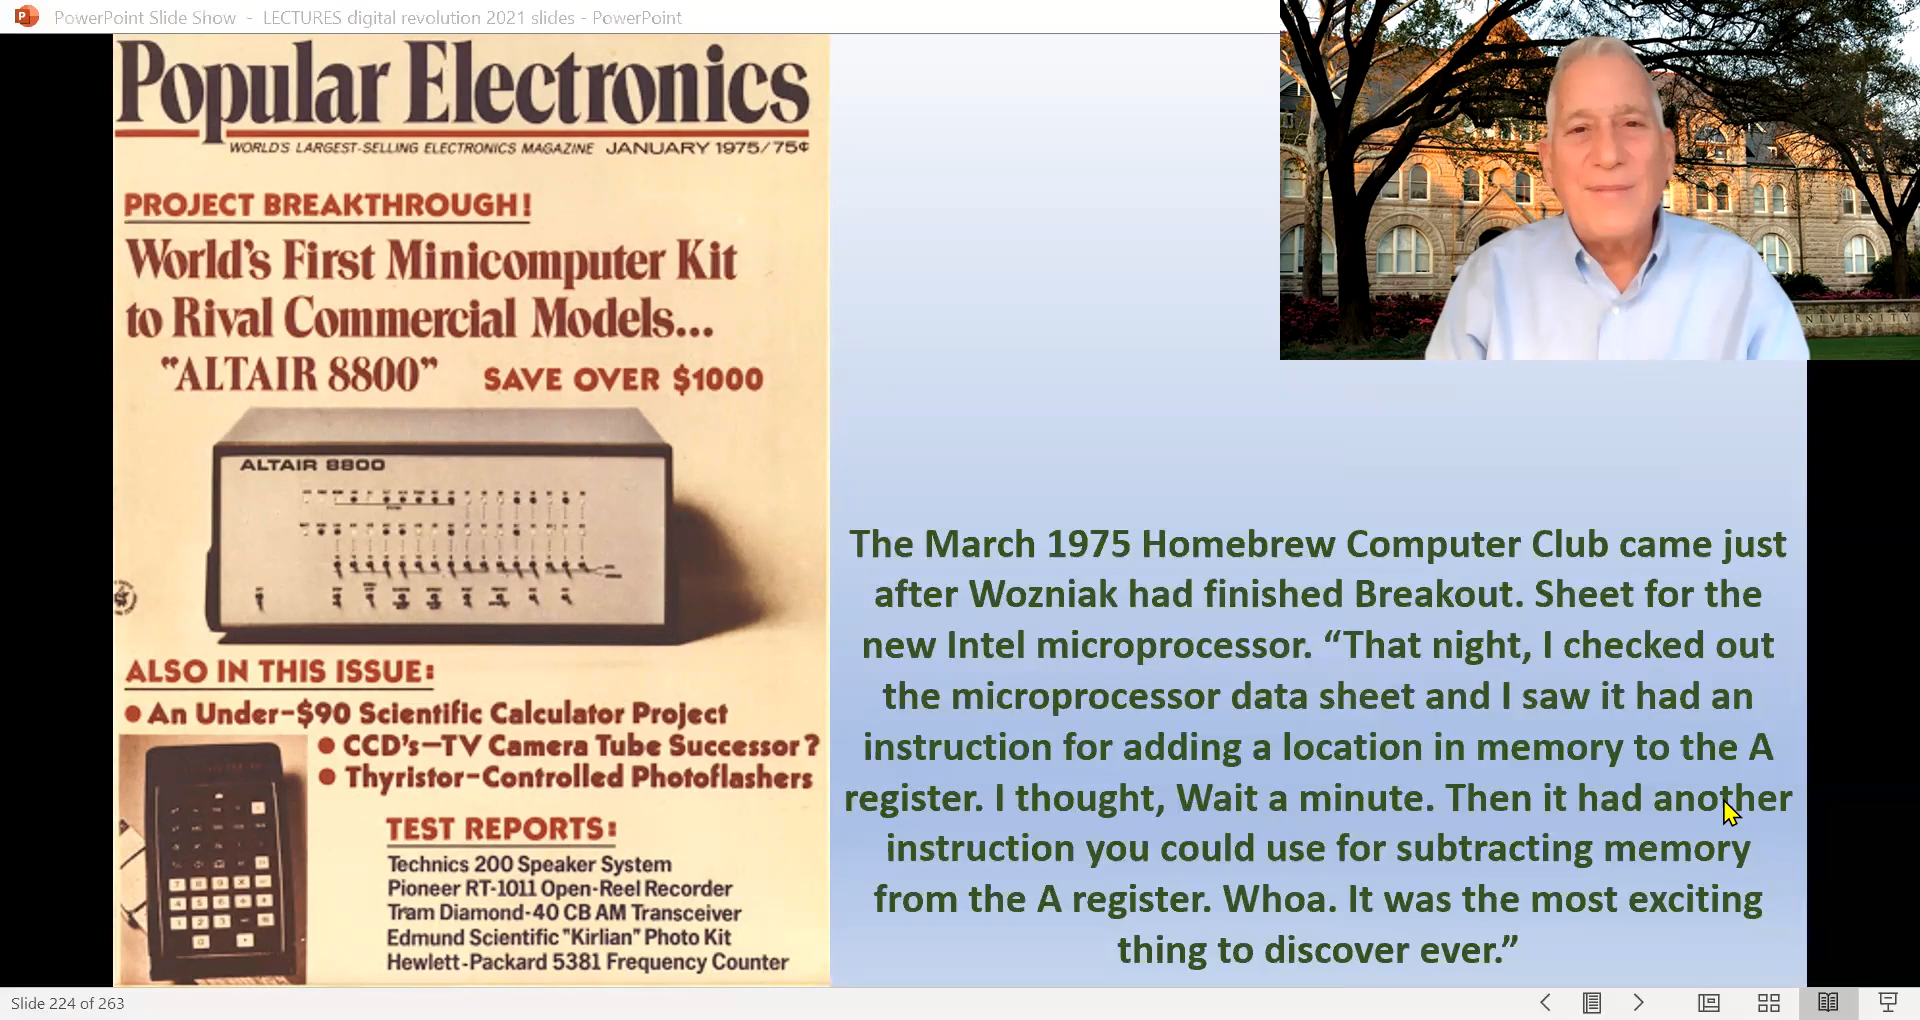 PowerPoint Slide Show - LECTURES digital revolution 2021 slides - PowerPoint
Popular Electronics
WORLD'S LARGEST-SELLING ELECTRONICS MAGAZINE JANUARY 1975/75¢
PROJECT BREAKTHROUGH!
World's First Minicomputer Kit
to Rival Commercial Models...
"ALTAIR 8800" SAVE OVER $1000
ALTAIR 8800
ALSO IN THIS ISSUE:
● An Under-$90 Scientific Calculator Project
● CCD's—TV Camera Tube Successor?
● Thyristor-Controlled Photoflashers
TEST REPORTS:
Technics 200 Speaker System
Pioneer RT-1011 Open-Reel Recorder
Tram Diamond-40 CB AM Transceiver
Edmund Scientific "Kirlian" Photo Kit
Hewlett-Packard 5381 Frequency Counter
NIVERSITY
The March 1975 Homebrew Computer Club came just
after Wozniak had finished Breakout. Sheet for the
new Intel microprocessor. “That night, I checked out
the microprocessor data sheet and I saw it had an
instruction for adding a location in memory to the A
register. I thought, Wait a minute. Then it had another
instruction you could use for subtracting memory
from the A register. Whoa. It was the most exciting
thing to discover ever.”
Slide 224 of 263